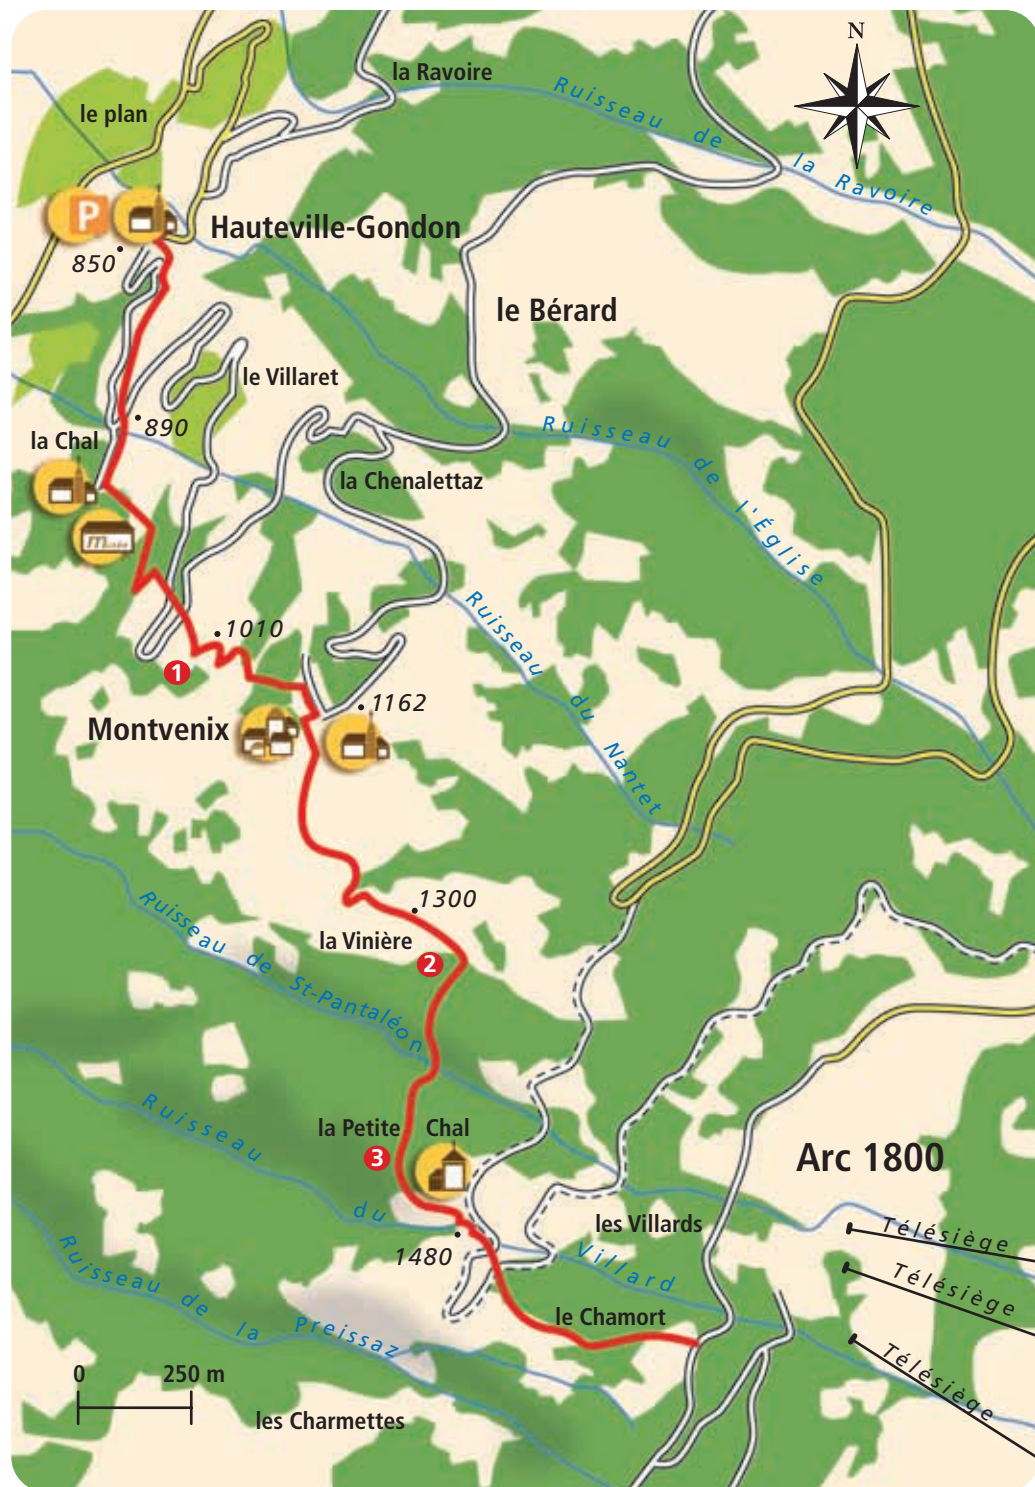 N
la Ravoire
Ruisseau de la Ravoire
le plan
P
Hauteville-Gondon
850
le Bérard
le Villaret
890
la Chal
Ruisseau de l'Église
la Chenalettaz
musée
Ruisseau du Nantet
1010
1
1162
Montvenix
1300
Ruisseau de St-Pantaléon
la Vinière
2
Ruisseau du Villard
la Petite Chal
3
Arc 1800
les Villards
Télésiège
1480
Télésiège
Ruisseau de la Preissaz
le Chamort
Télésiège
0 250 m
les Charmettes